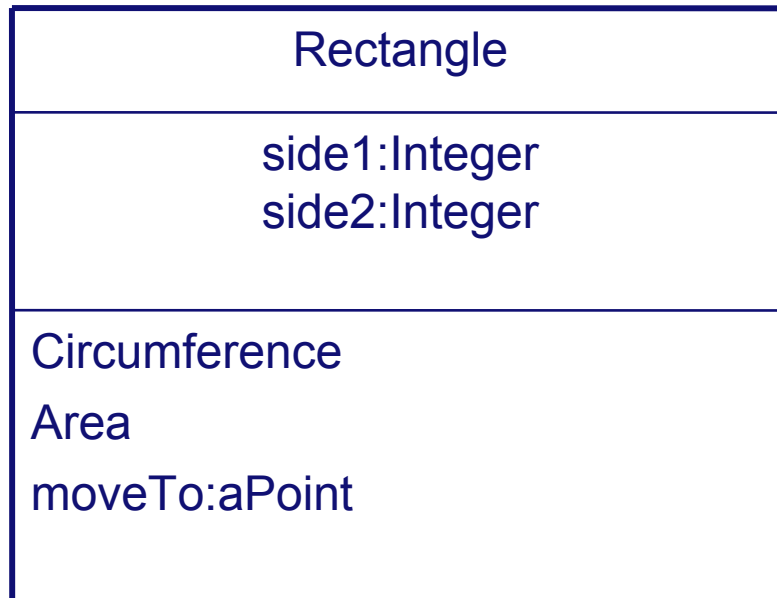 Rectangle
side1:Integer
side2:Integer
Circumference
Area
moveTo:aPoint